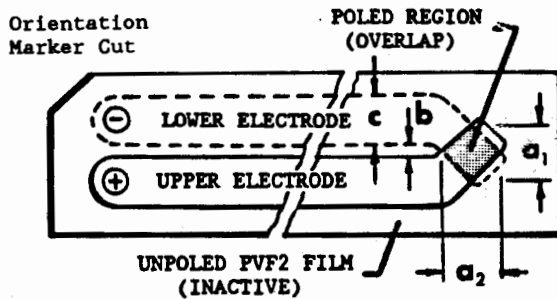 Orientation
Marker Cut
POLED REGION
(OVERLAP)
⊖ LOWER ELECTRODE c b
a1
⊕ UPPER ELECTRODE
UNPOLED PVF2 FILM
(INACTIVE)
a2